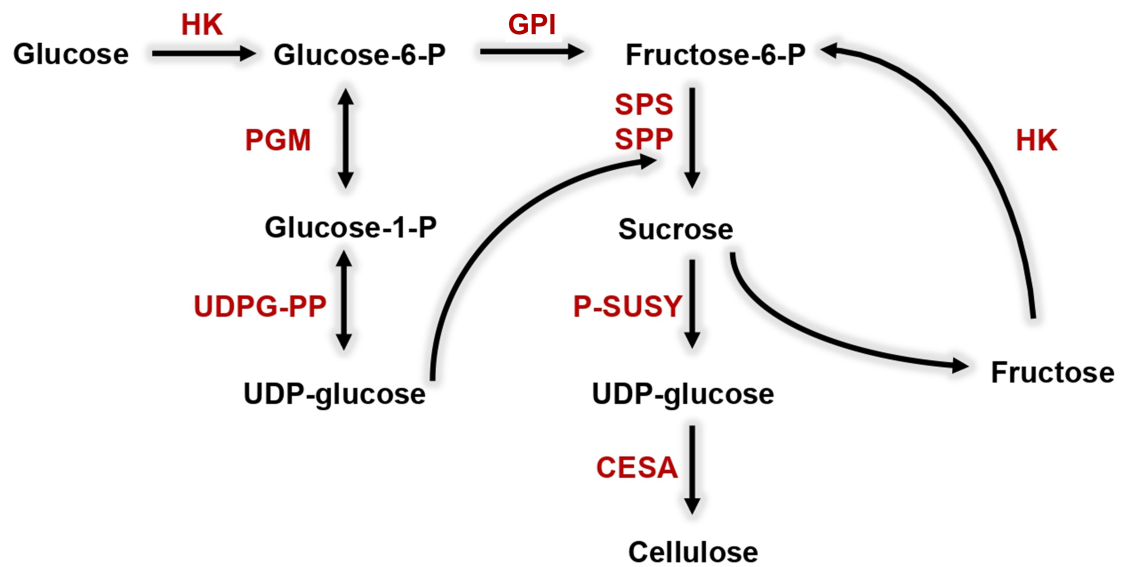 HK
GPI
Glucose
Glucose-6-P
Fructose-6-P
SPS
SPP
PGM
HK
Glucose-1-P
Sucrose
UDPG-PP
P-SUSY
Fructose
UDP-glucose
UDP-glucose
CESA
Cellulose